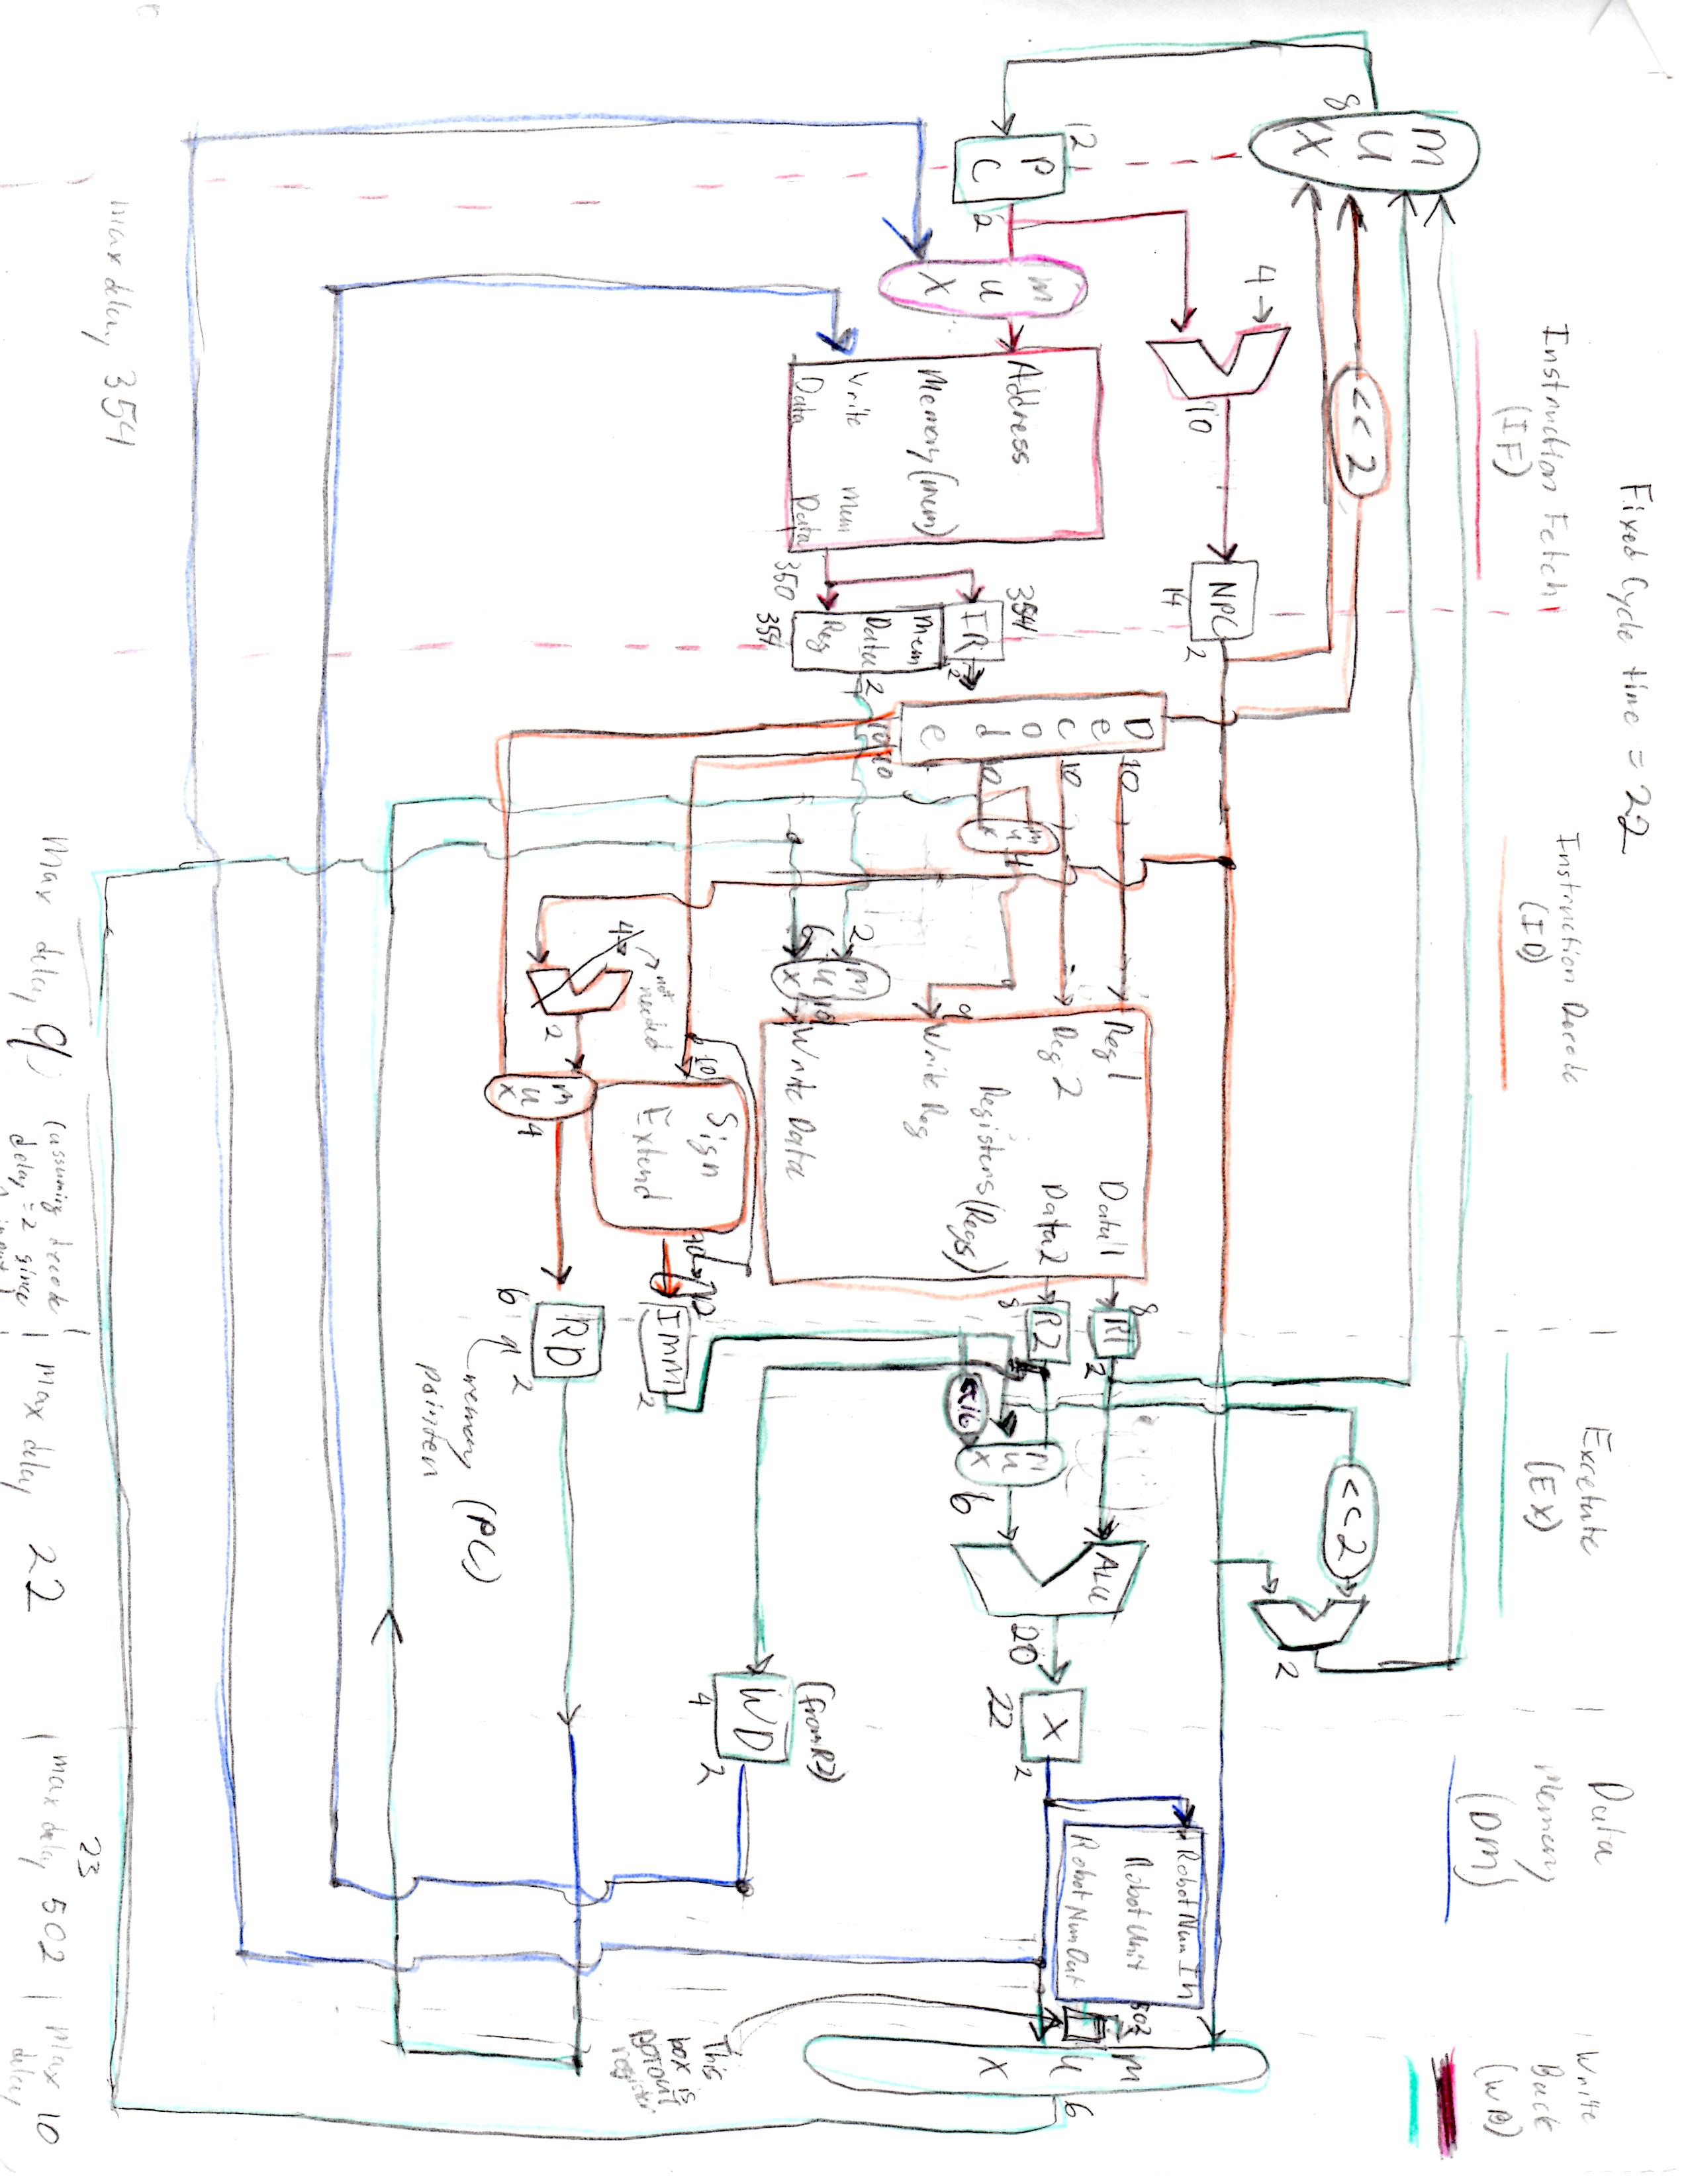 Fixed Cycle time = 22
Instruction Fetch
(IF)
Instruction Decode
(ID)
Excetute
(EX)
Data
Memory
(DM)
Write
Back
(WB)
m
u
x
8
<< 2
4
10
NPC
14
2
12
P
C
2
m
u
x
Address
Memory (mem)
Write
Data
Mem
Data
350
354
IR
2
Mem
Data
Reg
354
2
D
e
c
o
d
e
10
10
10
m
u
x
4
2
6
m
u
x
10
9
Reg 1
Reg 2
Write Reg
Write Data
Registers (Regs)
Data 1
Data 2
4
not
needed
2
m
u
x
4
10
Sign
Extend
8
R1
2
8
R2
IMM
2
RD
6
9
2
memory (PC)
pointer
<<16
m
u
x
6
<< 2
2
ALU
20
X
22
2
(from R2)
WD
4
2
Robot Num In
Robot Unit
Robot Num Out
502
This
box is
ROTOUT
register
m
u
x
6
max delay 354
Max delay 9
(assuming decode
delay = 2 since
max delay 22
23
max delay 502
max 10
delay